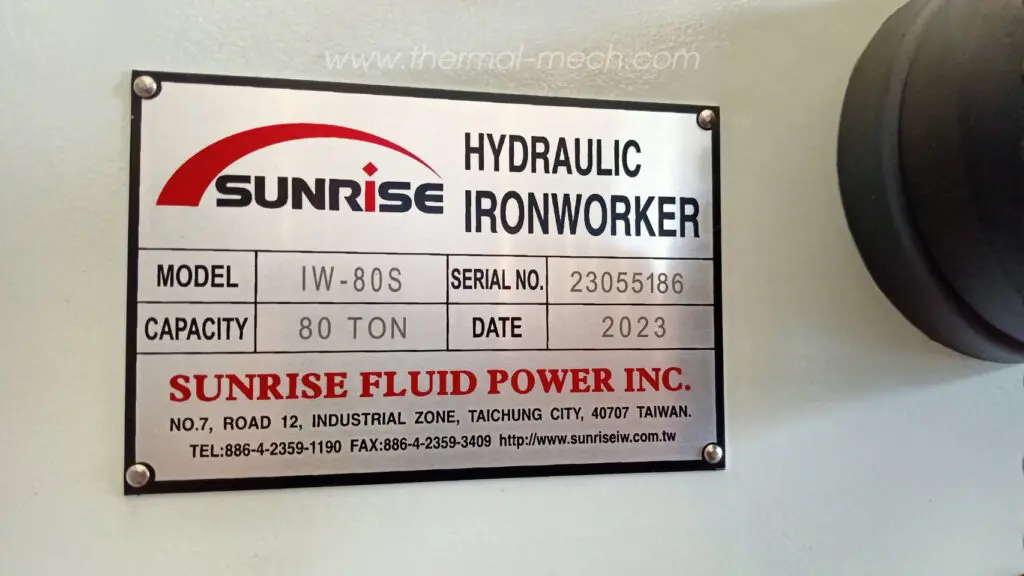 www.thermal-mech.com
SUNRiSE
HYDRAULIC
IRONWORKER
MODEL IW-80S SERIAL NO. 23055186
CAPACITY 80 TON DATE 2023
SUNRISE FLUID POWER INC.
NO.7, ROAD 12, INDUSTRIAL ZONE, TAICHUNG CITY, 40707 TAIWAN.
TEL:886-4-2359-1190 FAX:886-4-2359-3409 http://www.sunriseiw.com.tw